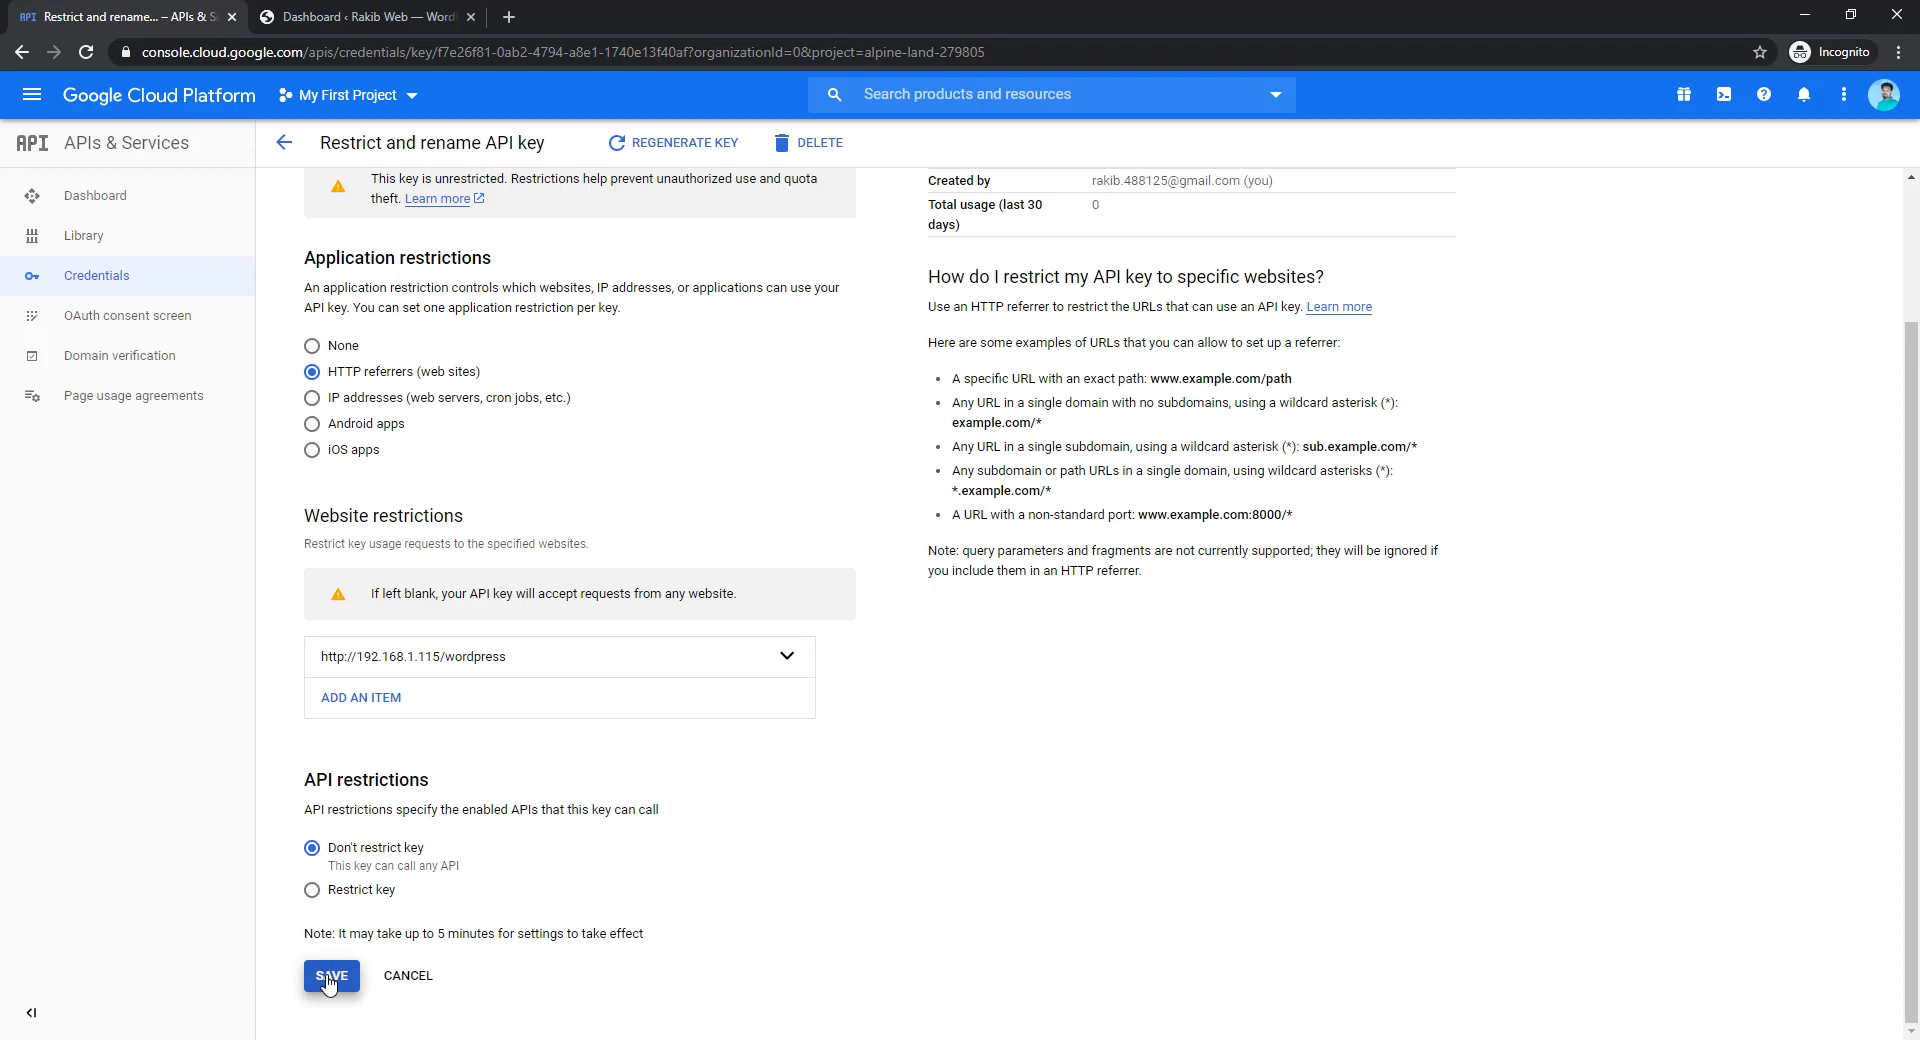 API Restrict and rename... – APIs & S
Dashboard ‹ Rakib Web — Word
console.cloud.google.com/apis/credentials/key/f7e26f81-0ab2-4794-a8e1-1740e13f40af?organizationId=0&project=alpine-land-279805
Incognito
Google Cloud Platform
My First Project
Search products and resources
API APIs & Services
Restrict and rename API key
REGENERATE KEY
DELETE
Dashboard
Library
Credentials
OAuth consent screen
Domain verification
Page usage agreements
This key is unrestricted. Restrictions help prevent unauthorized use and quota
theft. Learn more
Application restrictions
An application restriction controls which websites, IP addresses, or applications can use your
API key. You can set one application restriction per key.
None
HTTP referrers (web sites)
IP addresses (web servers, cron jobs, etc.)
Android apps
iOS apps
Website restrictions
Restrict key usage requests to the specified websites.
If left blank, your API key will accept requests from any website.
http://192.168.1.115/wordpress
ADD AN ITEM
API restrictions
API restrictions specify the enabled APIs that this key can call
Don't restrict key
This key can call any API
Restrict key
Note: It may take up to 5 minutes for settings to take effect
SAVE
CANCEL
Created by rakib.488125@gmail.com (you)
Total usage (last 30 0
days)
How do I restrict my API key to specific websites?
Use an HTTP referrer to restrict the URLs that can use an API key. Learn more
Here are some examples of URLs that you can allow to set up a referrer:
• A specific URL with an exact path: www.example.com/path
• Any URL in a single domain with no subdomains, using a wildcard asterisk (*):
example.com/*
• Any URL in a single subdomain, using a wildcard asterisk (*): sub.example.com/*
• Any subdomain or path URLs in a single domain, using wildcard asterisks (*):
*.example.com/*
• A URL with a non-standard port: www.example.com:8000/*
Note: query parameters and fragments are not currently supported; they will be ignored if
you include them in an HTTP referrer.